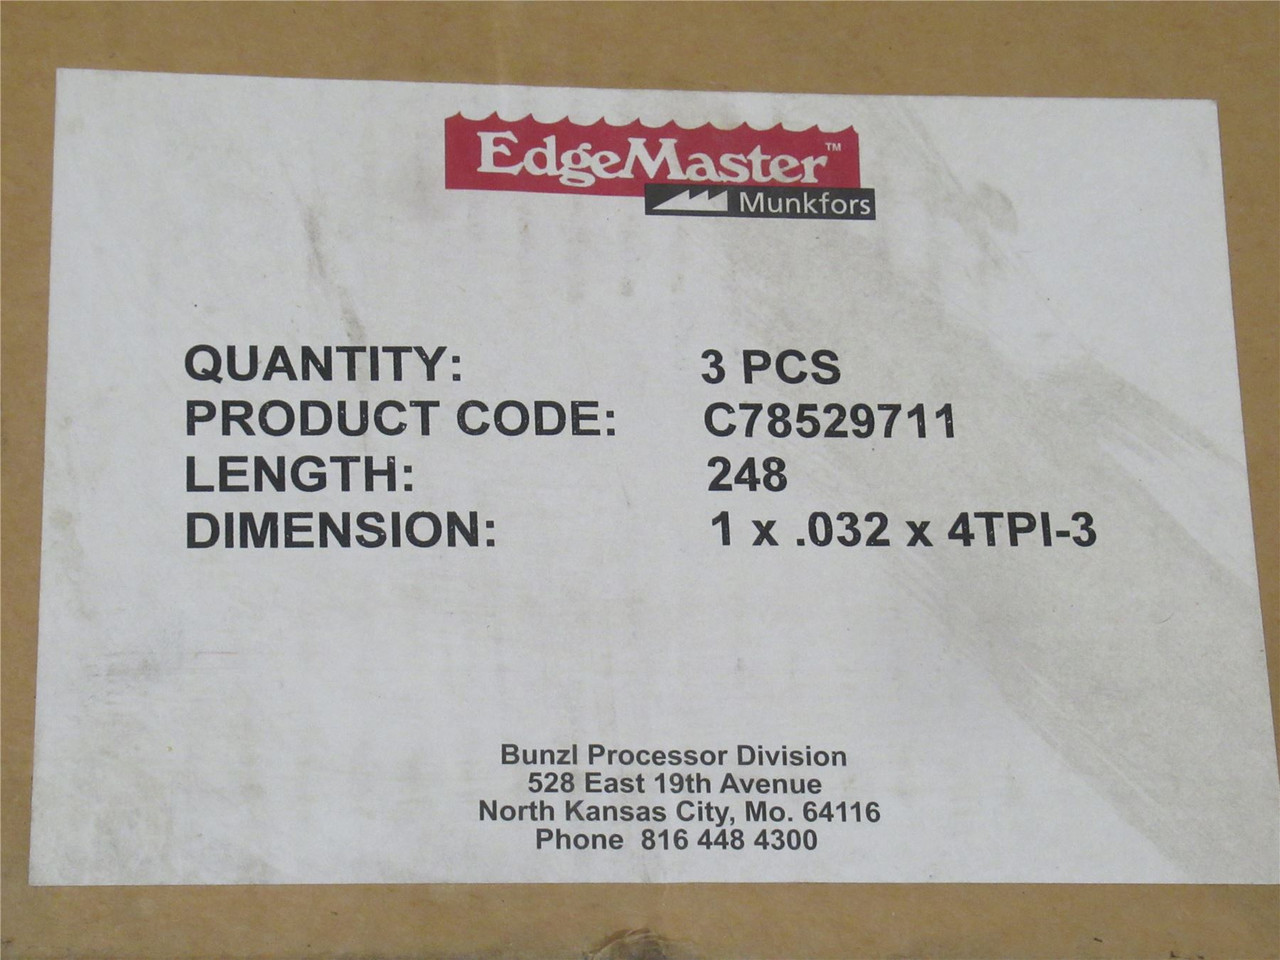 EdgeMaster™
Munkfors
QUANTITY: 3 PCS
PRODUCT CODE: C78529711
LENGTH: 248
DIMENSION: 1 x .032 x 4TPI-3
Bunzl Processor Division
528 East 19th Avenue
North Kansas City, Mo. 64116
Phone 816 448 4300